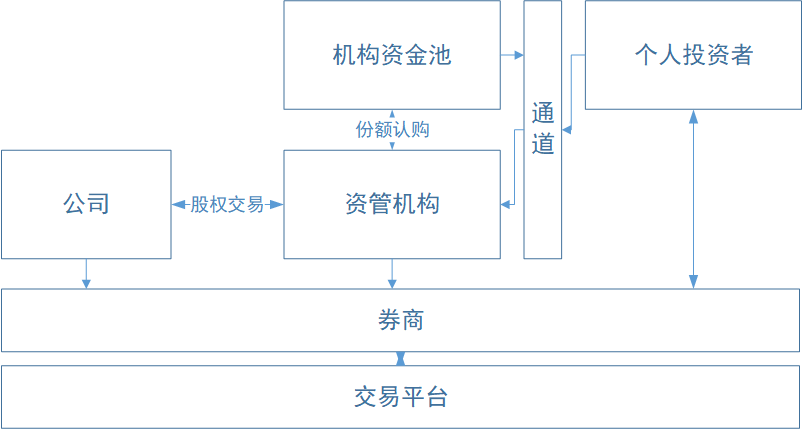 机构资金池
个人投资者
通道
份额认购
公司
股权交易
资管机构
券商
交易平台